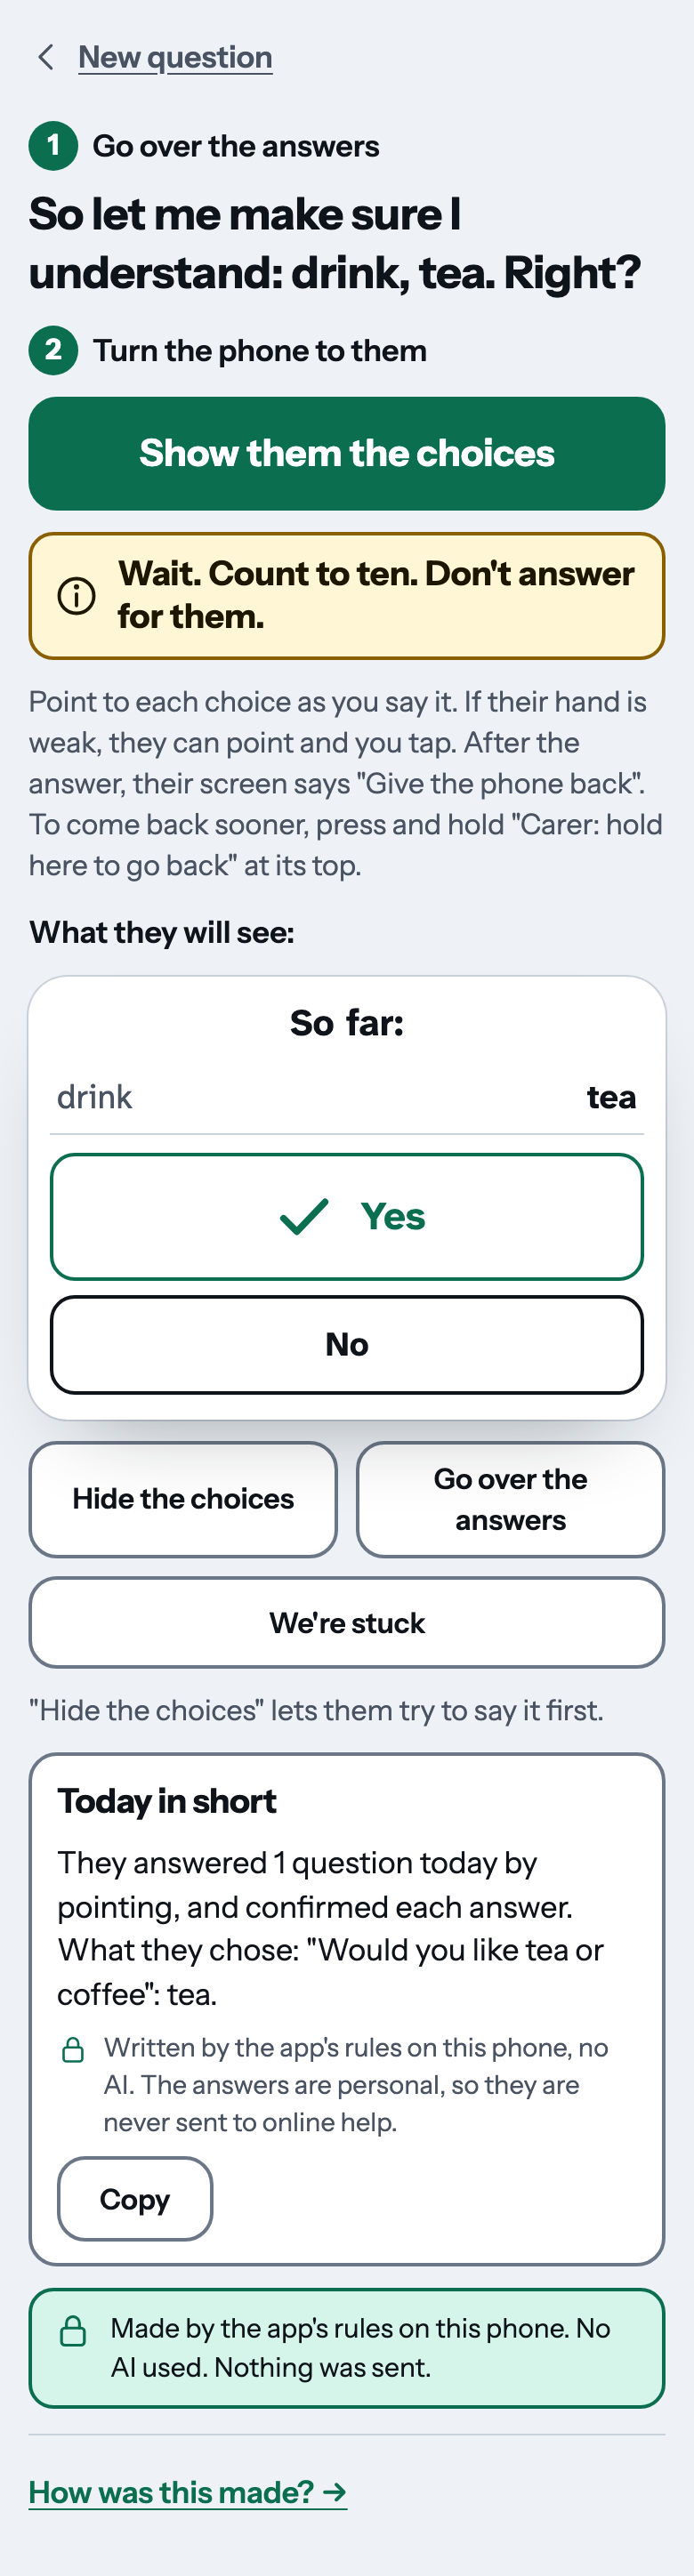 New question
1 Go over the answers
So let me make sure I
understand: drink, tea. Right?
2 Turn the phone to them
Show them the choices
Wait. Count to ten. Don't answer
for them.
Point to each choice as you say it. If their hand is
weak, they can point and you tap. After the
answer, their screen says "Give the phone back".
To come back sooner, press and hold "Carer: hold
here to go back" at its top.
What they will see:
So far:
drink tea
Yes
No
Hide the choices
Go over the
answers
We're stuck
"Hide the choices" lets them try to say it first.
Today in short
They answered 1 question today by
pointing, and confirmed each answer.
What they chose: "Would you like tea or
coffee": tea.
Written by the app's rules on this phone, no
AI. The answers are personal, so they are
never sent to online help.
Copy
Made by the app's rules on this phone. No
AI used. Nothing was sent.
How was this made? →